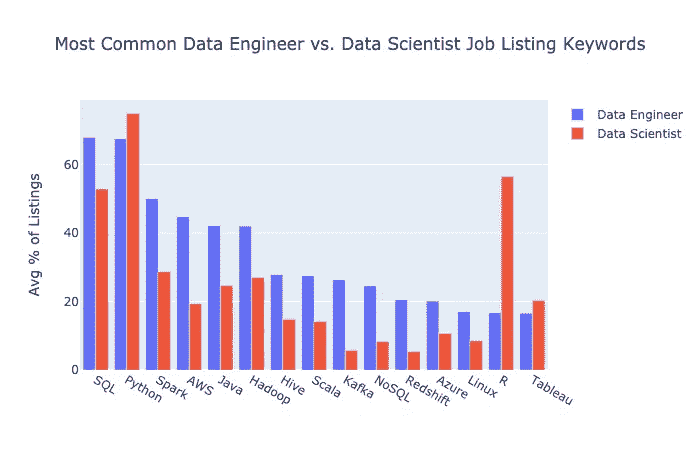 Most Common Data Engineer vs. Data Scientist Job Listing Keywords
Data Engineer
Data Scientist
Avg % of Listings
60
40
20
0
SQL
Python
Spark
AWS
Java
Hadoop
Hive
Scala
Kafka
NoSQL
Redshift
Azure
Linux
R
Tableau